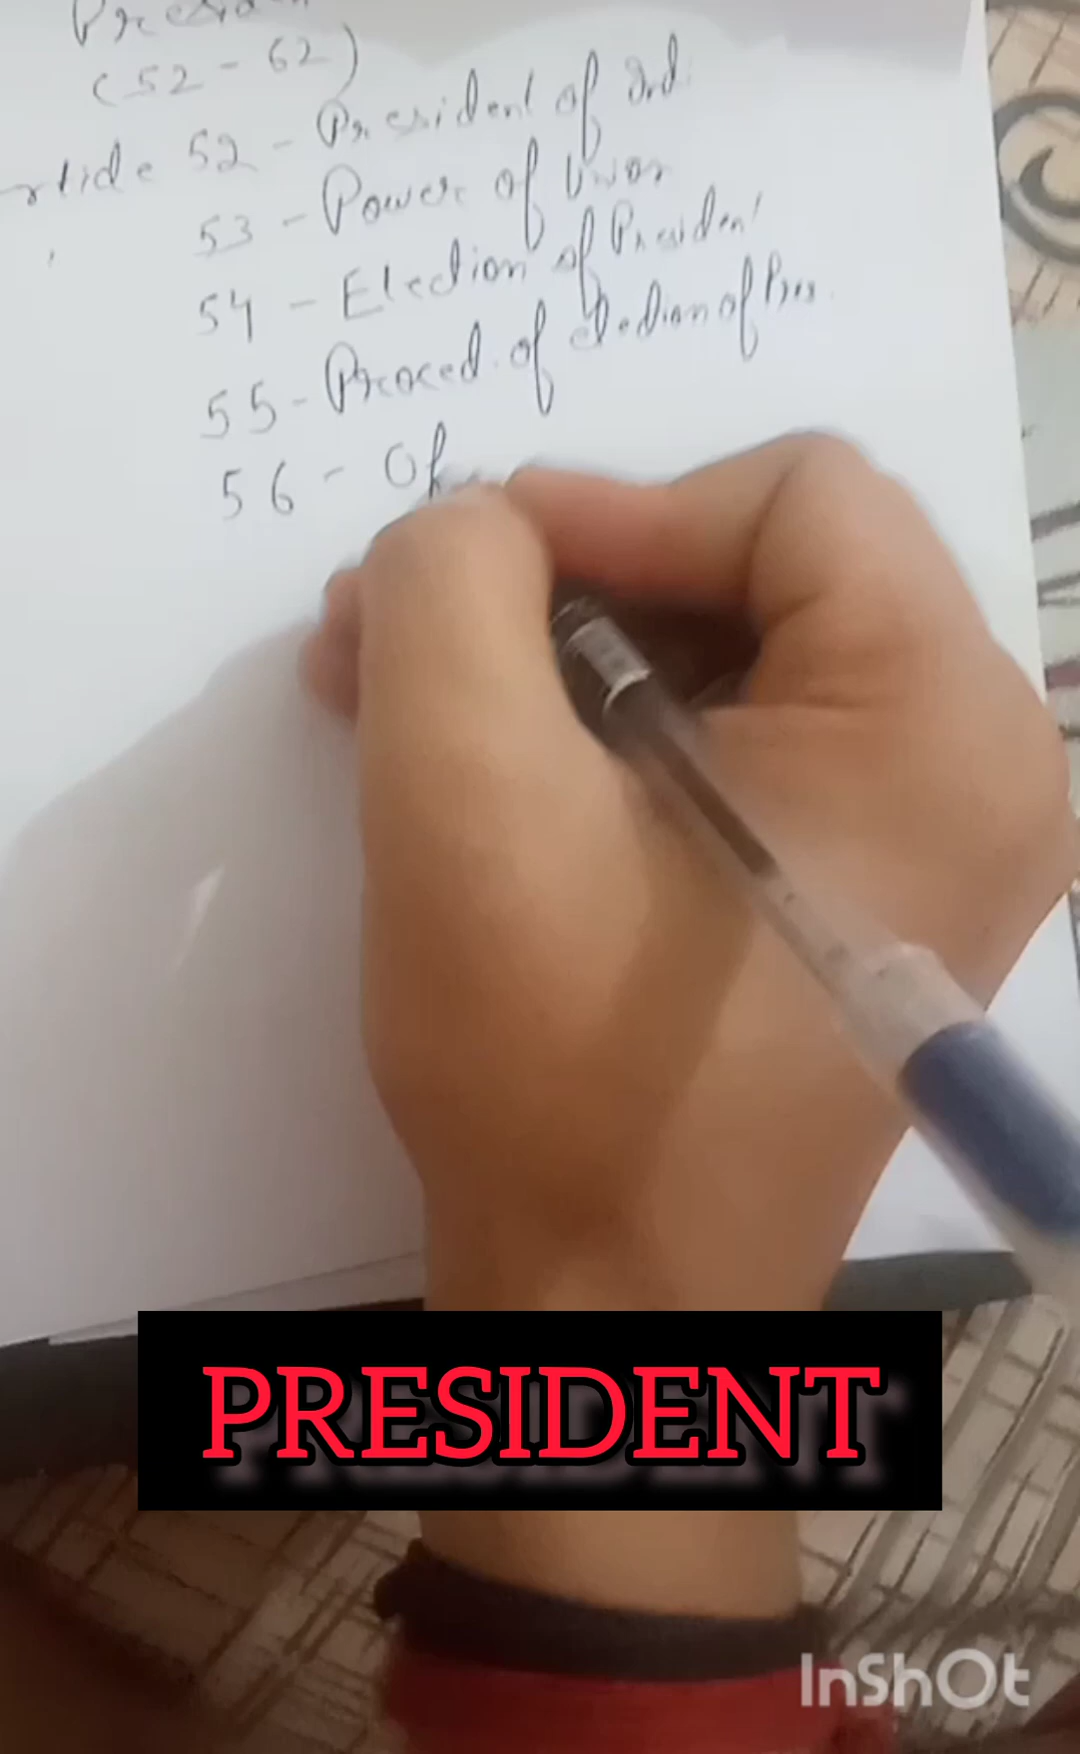 (52-62)
rticle 52 - President of Ind.
53 - Power of Union
54 - Election of President
55 - Proced. of election of Pres.
56 - Of
PRESIDENT
InShOt